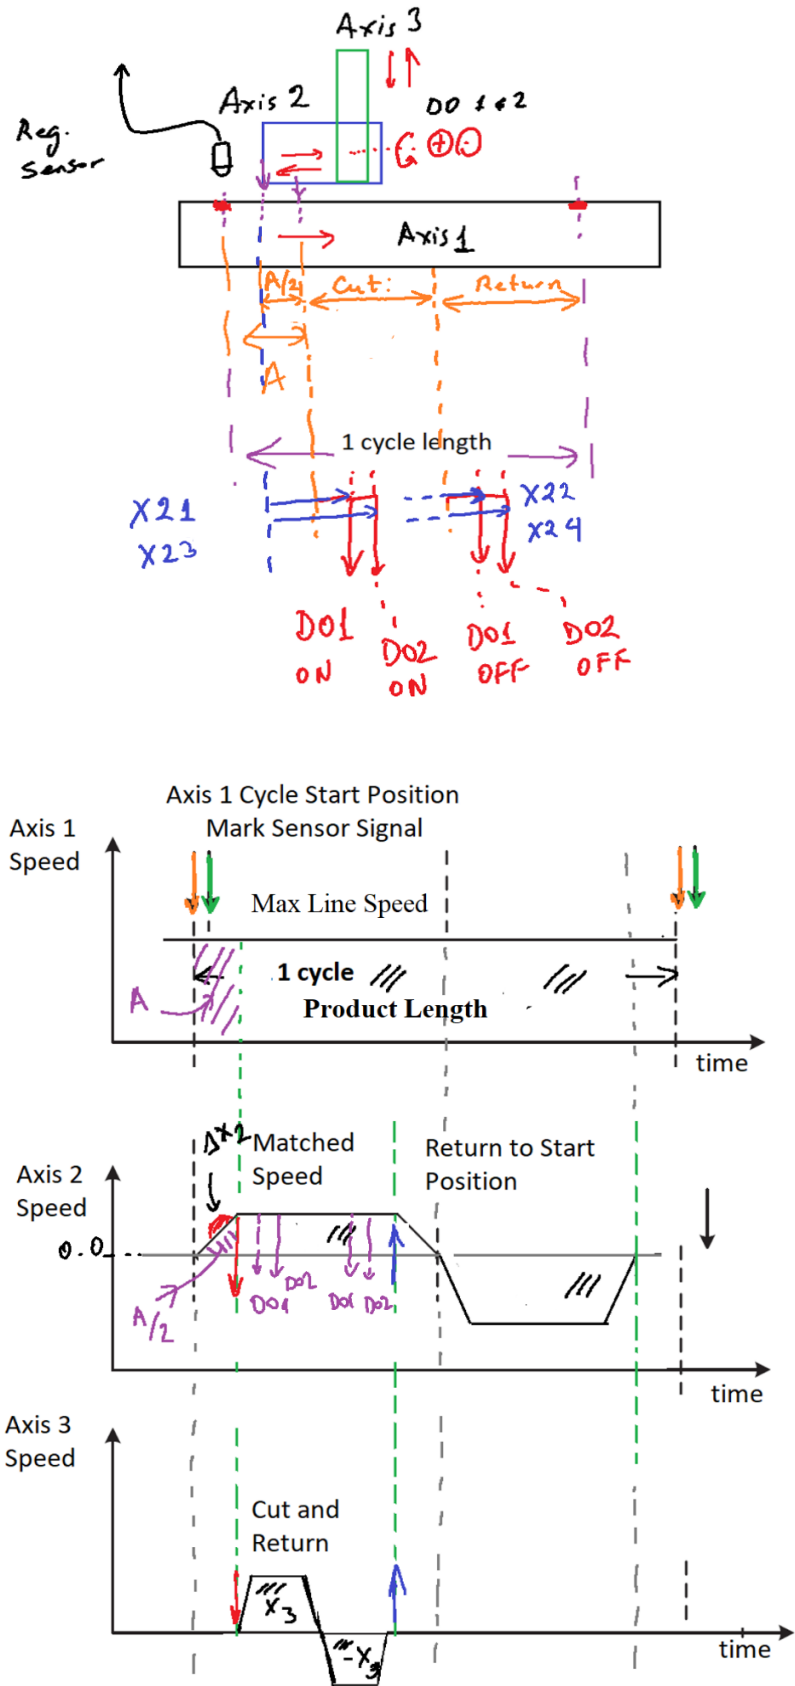 Axis 3
Axis 2
DO 1 & 2
Reg.
Sensor
Axis 1
A/2
Cut:
Return
A
1 cycle length
X21
X23
X22
X24
DO1
ON
DO2
ON
DO1
OFF
DO2
OFF
Axis 1 Cycle Start Position
Mark Sensor Signal
Axis 1
Speed
Max Line Speed
1 cycle
A
Product Length
time
ΔX2
Matched
Speed
Return to Start
Position
Axis 2
Speed
0.0
DO1
DO2
DO1
DO2
A/2
time
Axis 3
Speed
Cut and
Return
X3
-X3
time